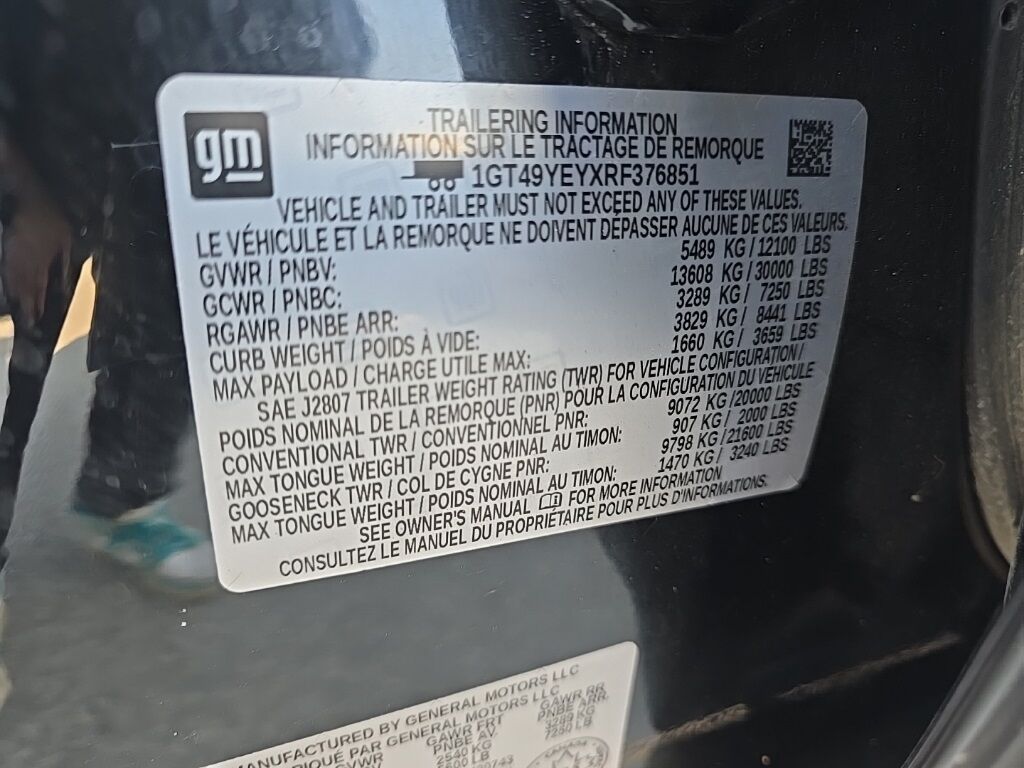 gm
TRAILERING INFORMATION
INFORMATION SUR LE TRACTAGE DE REMORQUE
1GT49YEYXRF376851
VEHICLE AND TRAILER MUST NOT EXCEED ANY OF THESE VALUES.
LE VÉHICULE ET LA REMORQUE NE DOIVENT DÉPASSER AUCUNE DE CES VALEURS.
GVWR / PNBV: 5489 KG / 12100 LBS
GCWR / PNBC: 13608 KG / 30000 LBS
RGAWR / PNBE ARR: 3289 KG / 7250 LBS
CURB WEIGHT / POIDS À VIDE: 3829 KG / 8441 LBS
MAX PAYLOAD / CHARGE UTILE MAX: 1660 KG / 3659 LBS
SAE J2807 TRAILER WEIGHT RATING (TWR) FOR VEHICLE CONFIGURATION /
POIDS NOMINAL DE LA REMORQUE (PNR) POUR LA CONFIGURATION DU VÉHICULE
CONVENTIONAL TWR / CONVENTIONNEL PNR: 9072 KG / 20000 LBS
MAX TONGUE WEIGHT / POIDS NOMINAL AU TIMON: 907 KG / 2000 LBS
GOOSENECK TWR / COL DE CYGNE PNR: 9798 KG / 21600 LBS
MAX TONGUE WEIGHT / POIDS NOMINAL AU TIMON: 1470 KG / 3240 LBS
SEE OWNER'S MANUAL FOR MORE INFORMATION
CONSULTEZ LE MANUEL DU PROPRIÉTAIRE POUR PLUS D'INFORMATIONS.
MANUFACTURED BY GENERAL MOTORS LLC
PAR GENERAL MOTORS LLC
GVWR GAWR FRT GAWR RR
PNBE AV. PNBE ARR.
2540 KG 3289 KG
7250 LB